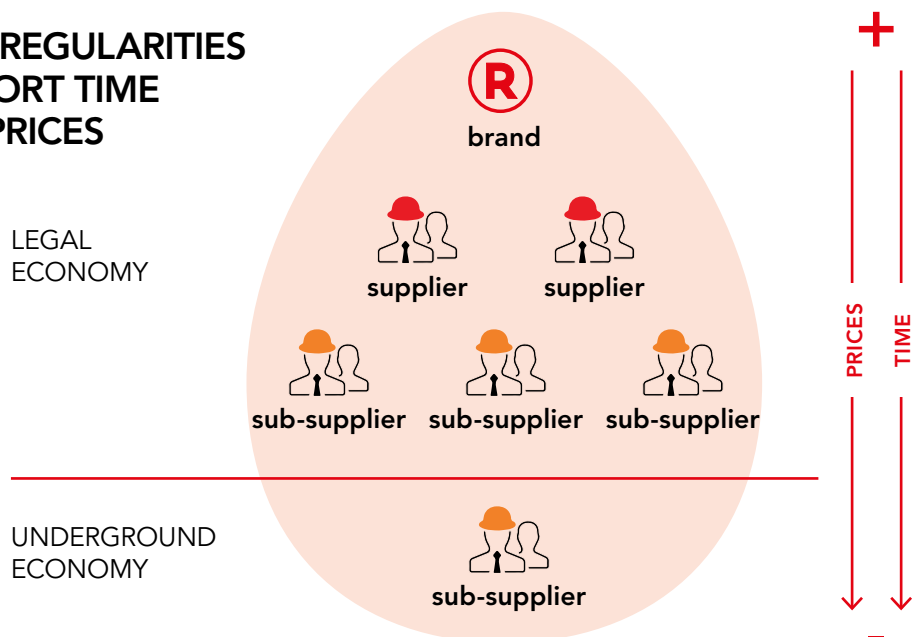 REGULARITIES
ORT TIME
PRICES
+
R
brand
LEGAL
ECONOMY
supplier supplier
PRICES
TIME
sub-supplier sub-supplier sub-supplier
UNDERGROUND
ECONOMY
sub-supplier